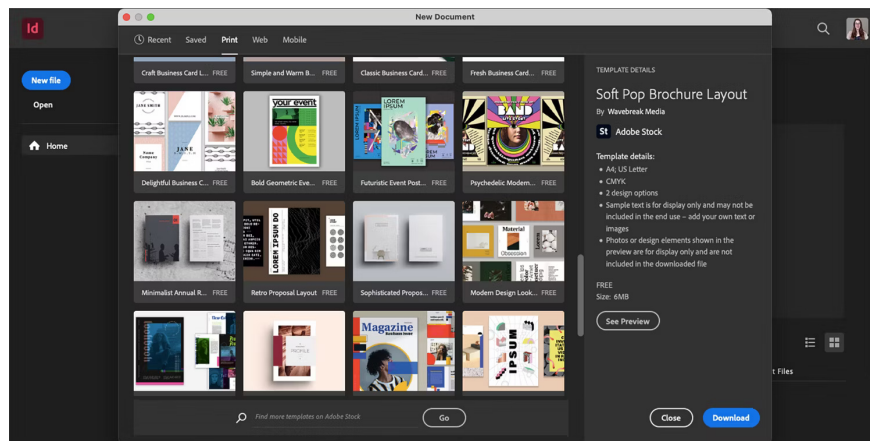 New Document
Id
Recent Saved Print Web Mobile
New file
Open
Home
Craft Business Card L... FREE
Simple and Warm B... FREE
Classic Business Card... FREE
Fresh Business Card... FREE
JANE SMITH
Name
Company
JANE
your event
LOREM
IPSUM
BAND
Delightful Business C... FREE
Bold Geometric Eve... FREE
Futuristic Event Post... FREE
Psychedelic Modern... FREE
LOREM IPSUM DO
Material
Obsession
Minimalist Annual R... FREE
Retro Proposal Layout FREE
Sophisticated Propos... FREE
Modern Design Look... FREE
lookbook
PROFILE
Magazine
IPSUM
Find more templates on Adobe Stock
Go
TEMPLATE DETAILS
Soft Pop Brochure Layout
By Wavebreak Media
St Adobe Stock
Template details:
• A4; US Letter
• CMYK
• 2 design options
• Sample text is for display only and may not be
included in the end use – add your own text or
images
• Photos or design elements shown in the
preview are for display only and are not
included in the downloaded file
FREE
Size: 6MB
See Preview
t Files
Close
Download